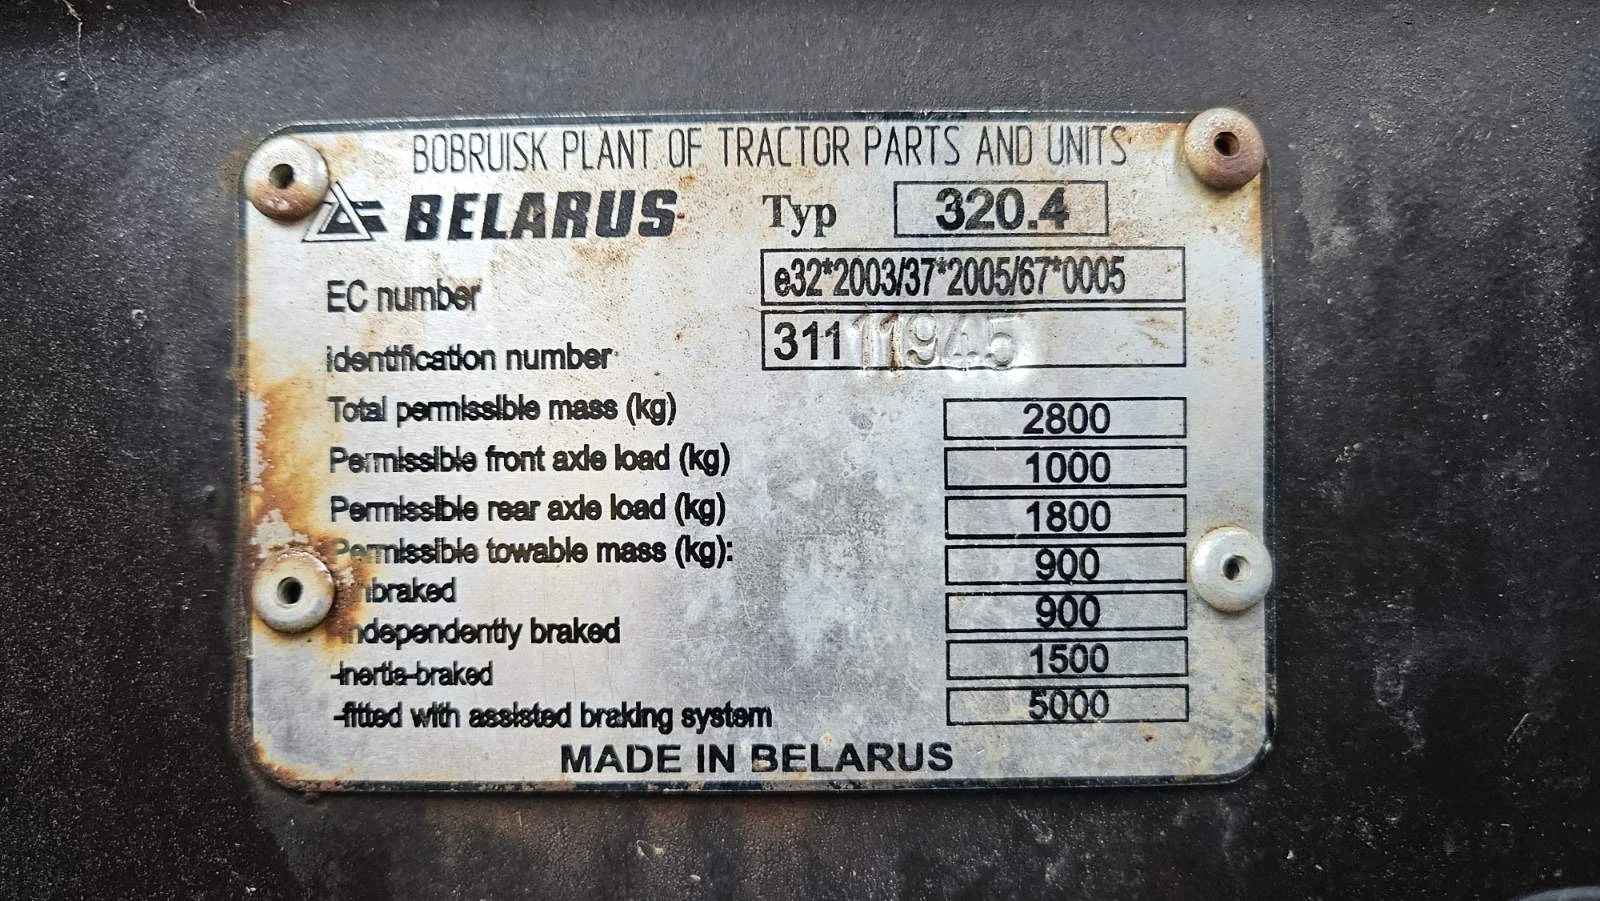 BOBRUISK PLANT OF TRACTOR PARTS AND UNITS
BELARUS Typ 320.4
EC number e32*2003/37*2005/67*0005
Identification number 31111945
Total permissible mass (kg) 2800
Permissible front axle load (kg) 1000
Permissible rear axle load (kg) 1800
Permissible towable mass (kg): 900
unbraked 900
-independently braked 1500
-inertia-braked 5000
-fitted with assisted braking system
MADE IN BELARUS